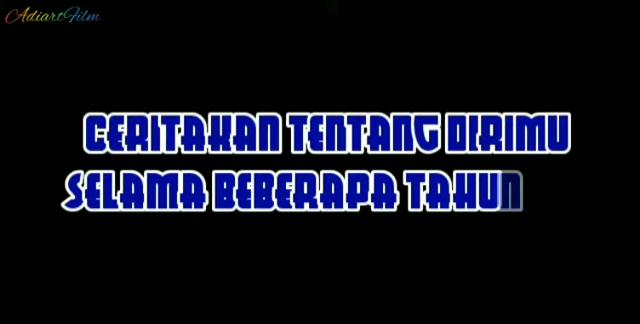 AdiartFilm
CERITAKAN TENTANG DIRIMU
SELAMA BEBERAPA TAHUN